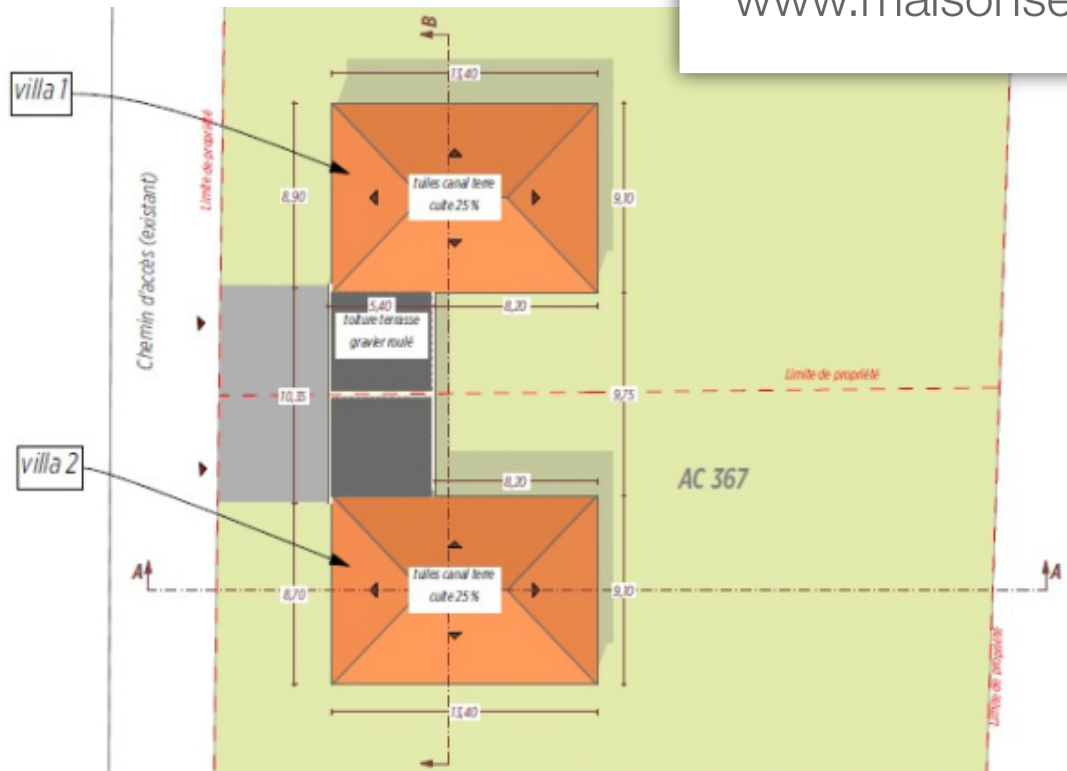 www.maisonse
B
13,40
villa 1
Limite de propriété
Chemin d'accès (existant)
8,90
tuiles canal terre
cuite 25 %
9,10
5,40
8,20
toiture terrasse
gravier roulé
Limite de propriété
10,35
9,75
villa 2
8,20
AC 367
A
A
tuiles canal terre
cuite 25 %
8,70
9,10
Limite de propriété
13,40